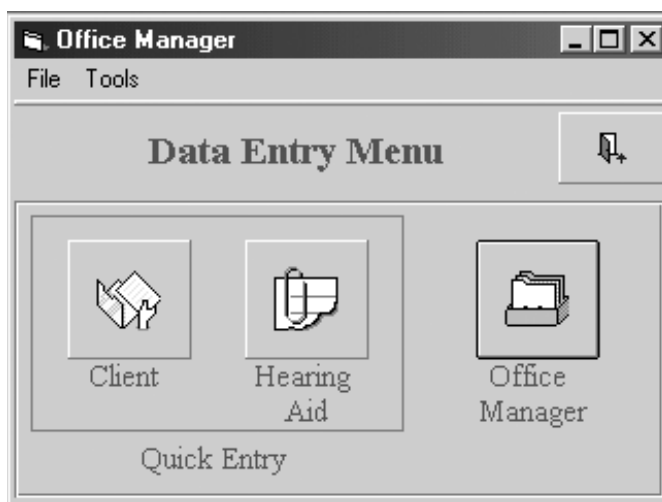 Office Manager
File Tools
Data Entry Menu
Client
Hearing
Aid
Office
Manager
Quick Entry